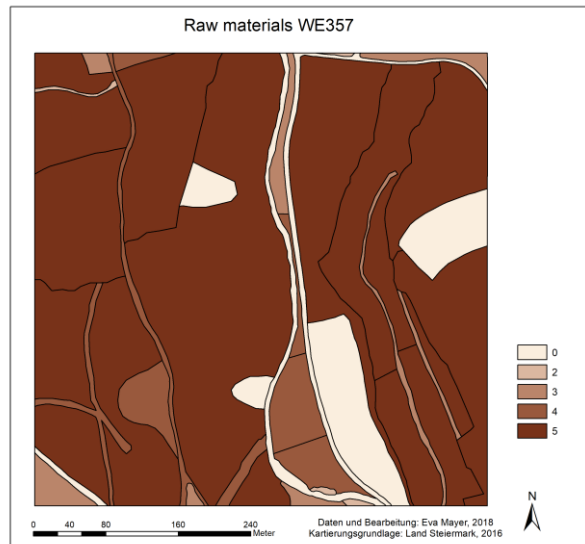 Raw materials WE357
0
2
3
4
5
N
0 40 80 160 240
Meter
Daten und Bearbeitung: Eva Mayer, 2018
Kartierungsgrundlage: Land Steiermark, 2016